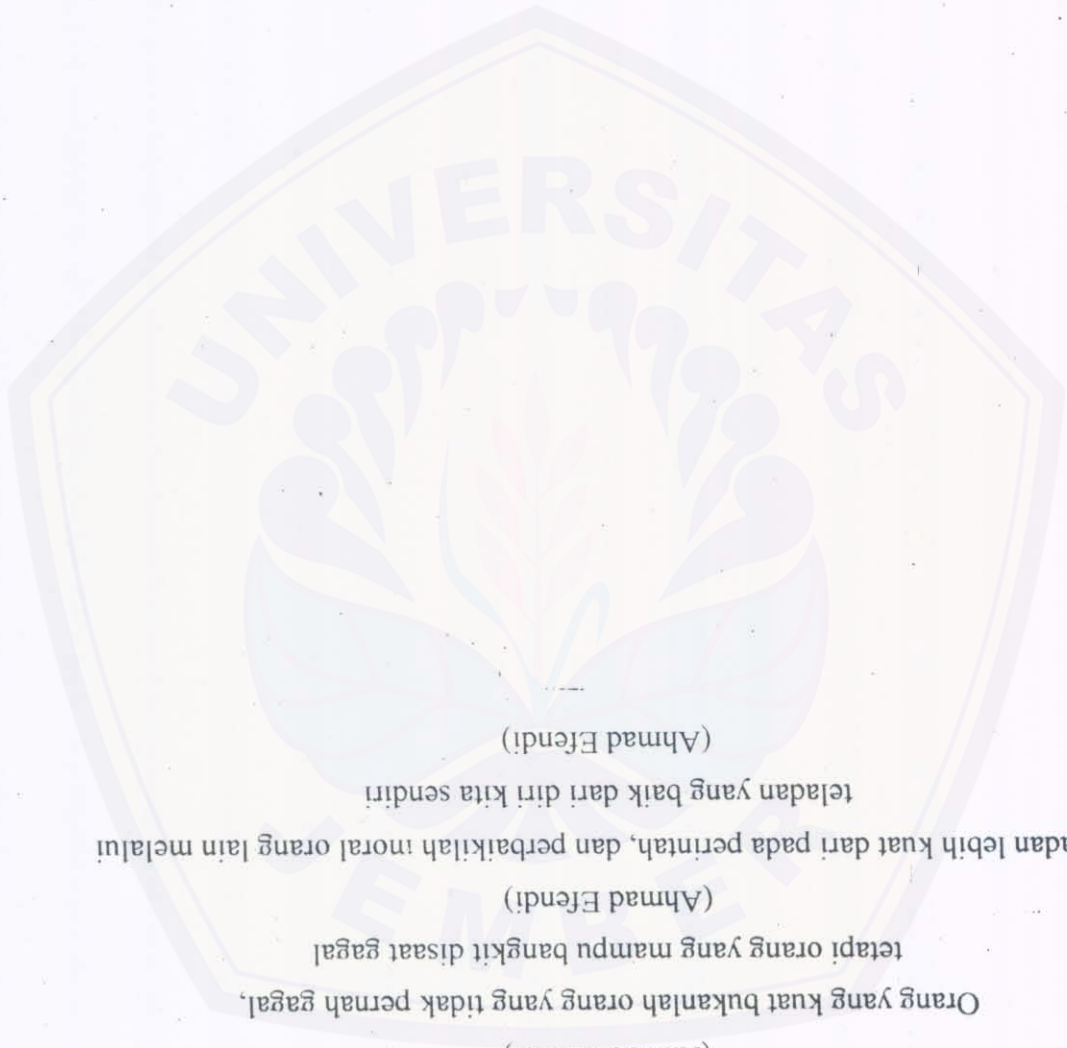 Orang yang kuat bukanlah orang yang tidak pernah gagal,
tetapi orang yang mampu bangkit disaat gagal
(Ahmad Efendi)
adan lebih kuat dari pada perintah, dan perbaikilah moral orang lain melalui
teladan yang baik dari diri kita sendiri
(Ahmad Efendi)
UNIVERSITAS
JEMBER